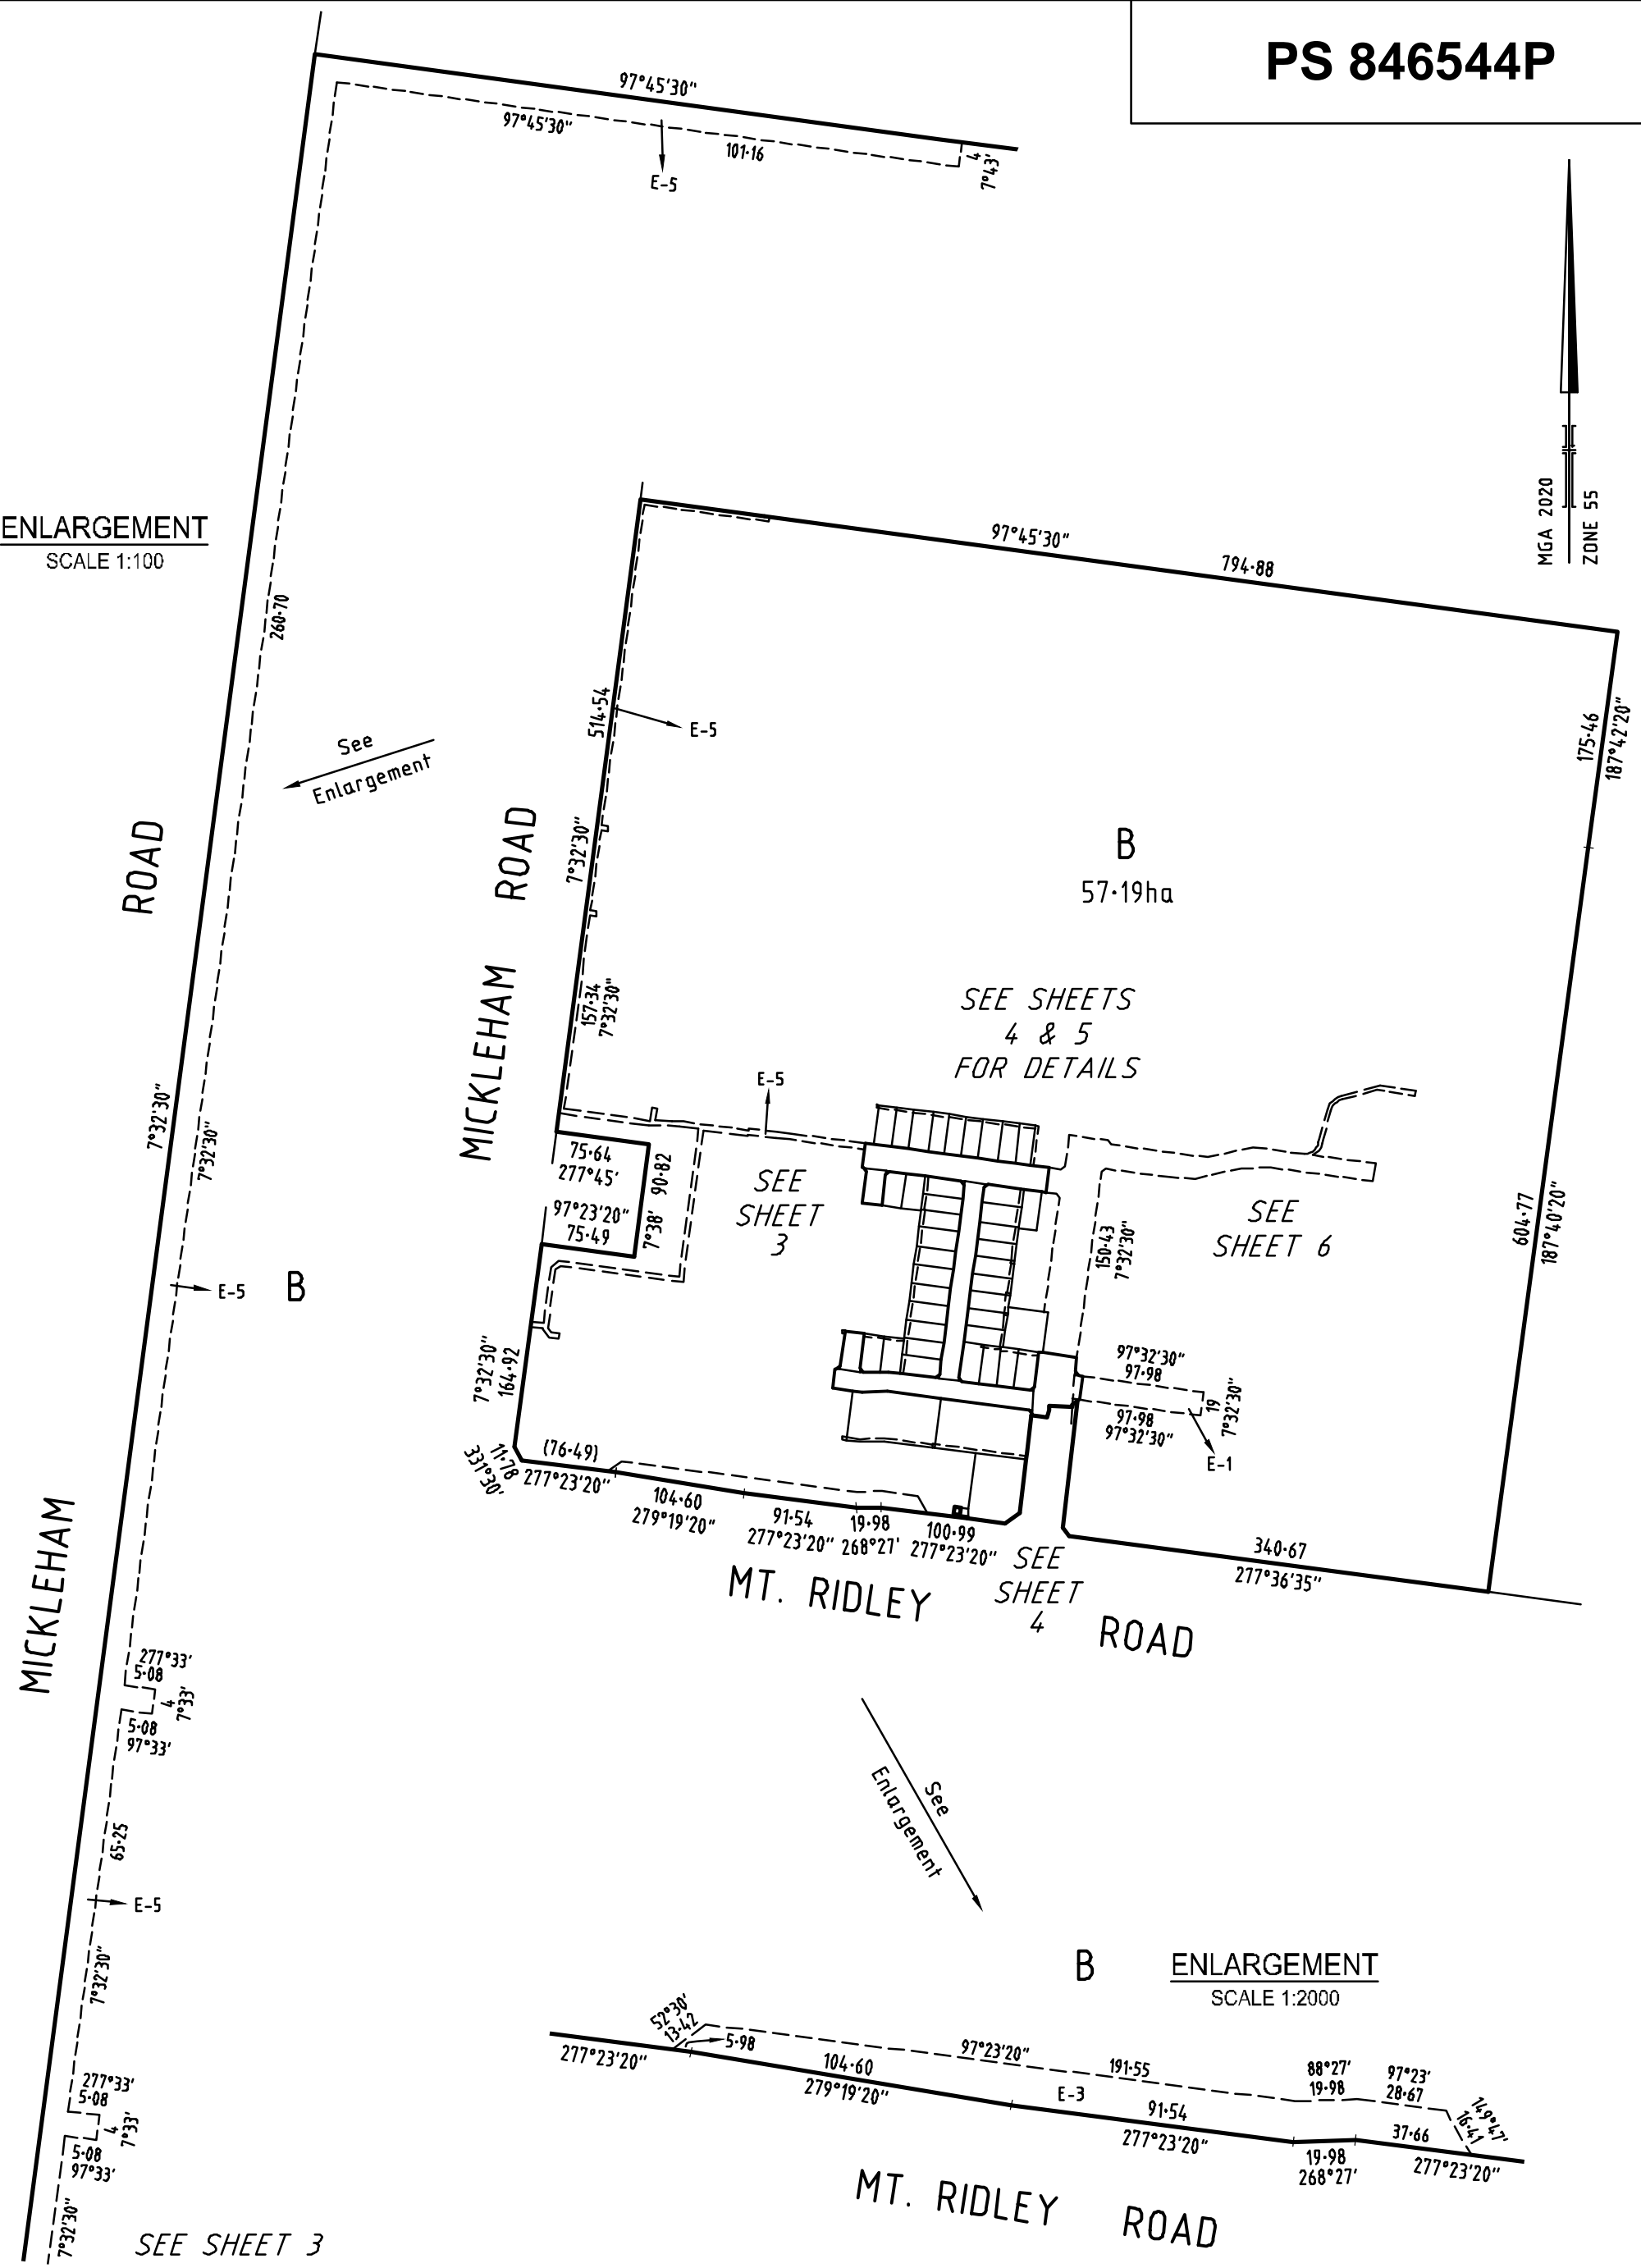 PS 846544P
97°45'30"
97°45'30"
101·16
4
7°43'
E-5
MGA 2020
ZONE 55
ENLARGEMENT
SCALE 1:100
260·70
97°45'30"
794·88
514·54
E-5
175·46
187°42'20"
See
Enlargement
ROAD
ROAD
7°32'30"
B
57·19ha
MICKLEHAM
157·34
7°32'30"
SEE SHEETS
4 & 5
FOR DETAILS
E-5
7°32'30"
7°32'30"
75·64
277°45'
90·82
7°38'
97°23'20"
75·49
SEE
SHEET
3
SEE
SHEET 6
150·43
7°32'30"
604·77
187°40'20"
E-5
B
7°32'30"
164·92
97°32'30"
97·98
19
7°32'30"
97·98
97°32'30"
E-1
11·78
331°30'
(76·49)
277°23'20"
104·60
279°19'20"
91·54
277°23'20"
19·98
268°27'
100·99
277°23'20"
340·67
277°36'35"
SEE
SHEET
4
MT. RIDLEY
ROAD
MICKLEHAM
277°33'
5·08
4
7°33'
5·08
97°33'
See
Enlargement
65·25
E-5
7°32'30"
B
ENLARGEMENT
SCALE 1:2000
277°33'
5·08
4
7°33'
5·08
97°33'
7°32'30"
52°30'
13·42
5·98
277°23'20"
104·60
279°19'20"
97°23'20"
191·55
E-3
91·54
277°23'20"
88°27'
19·98
97°23'
28·67
149°47'
16·41
37·66
277°23'20"
19·98
268°27'
MT. RIDLEY
ROAD
SEE SHEET 3